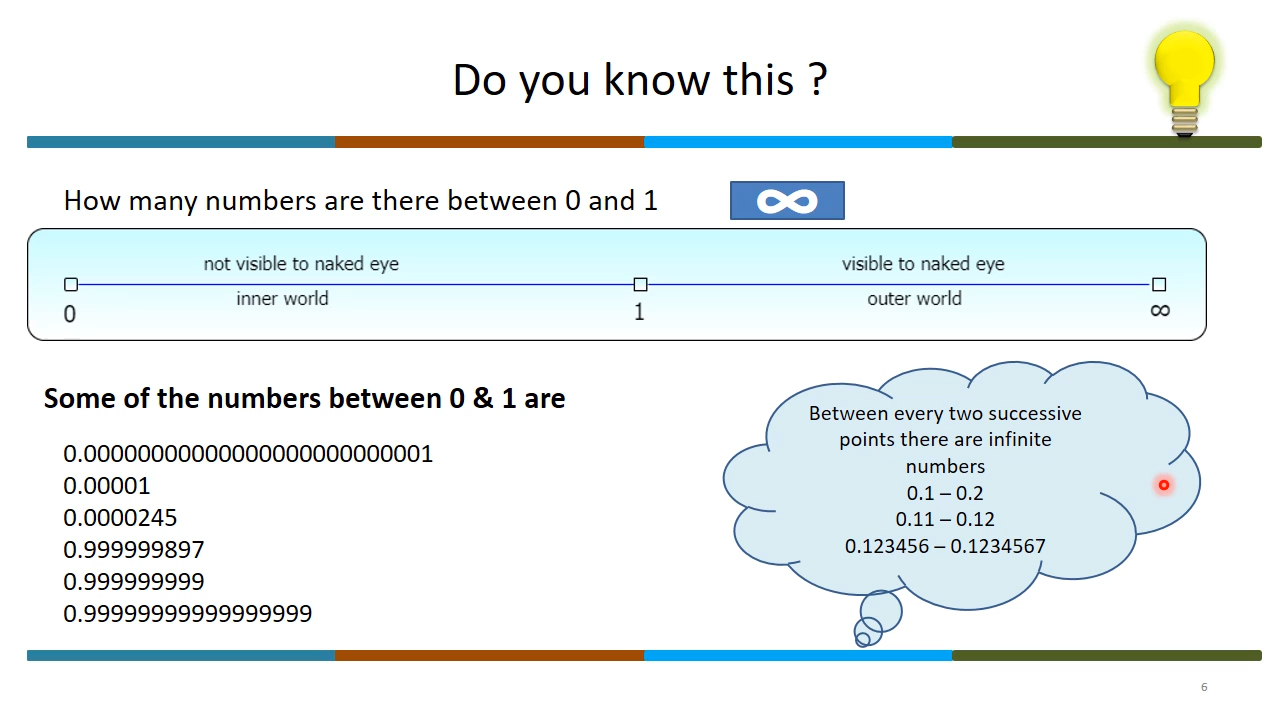 Do you know this ?
How many numbers are there between 0 and 1
∞
not visible to naked eye
visible to naked eye
inner world
outer world
0
1
∞
Some of the numbers between 0 & 1 are
0.00000000000000000000000001
0.00001
0.0000245
0.999999897
0.999999999
0.99999999999999999
Between every two successive
points there are infinite
numbers
0.1 – 0.2
0.11 – 0.12
0.123456 – 0.1234567
6